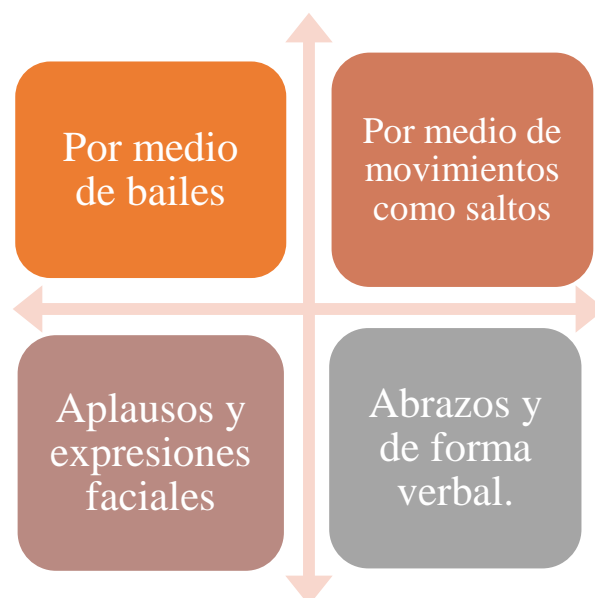 Por medio
de bailes
Por medio de
movimientos
como saltos
Aplausos y
expresiones
faciales
Abrazos y
de forma
verbal.